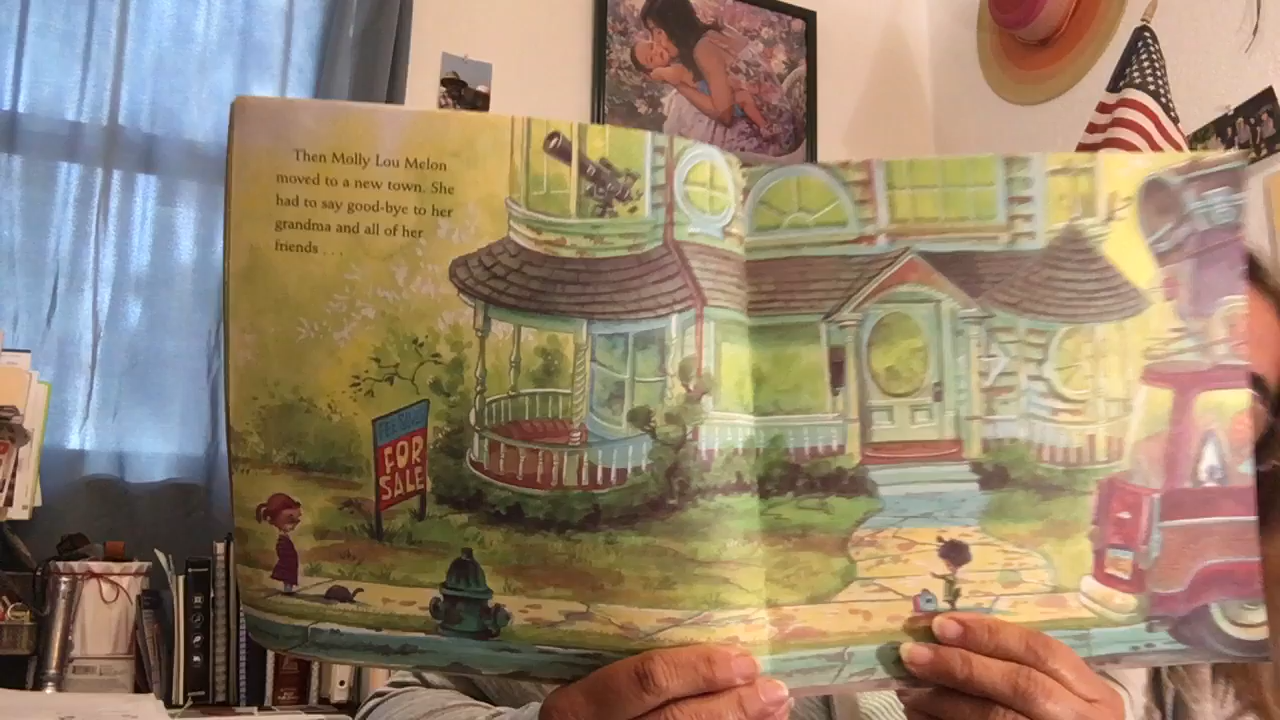 Then Molly Lou Melon
moved to a new town. She
had to say good-bye to her
grandma and all of her
friends . . .
FOR
SALE